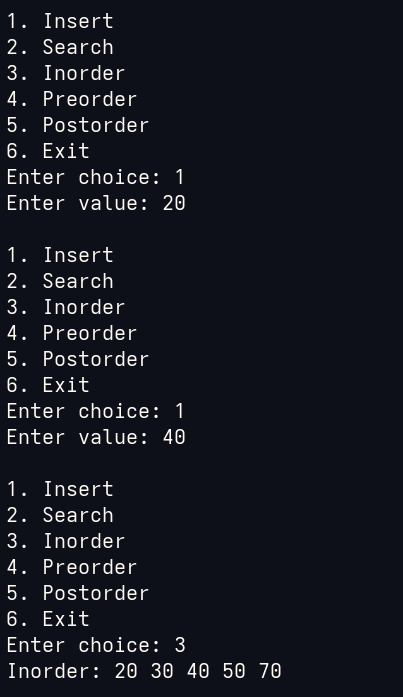 1. Insert
2. Search
3. Inorder
4. Preorder
5. Postorder
6. Exit
Enter choice: 1
Enter value: 20

1. Insert
2. Search
3. Inorder
4. Preorder
5. Postorder
6. Exit
Enter choice: 1
Enter value: 40

1. Insert
2. Search
3. Inorder
4. Preorder
5. Postorder
6. Exit
Enter choice: 3
Inorder: 20 30 40 50 70